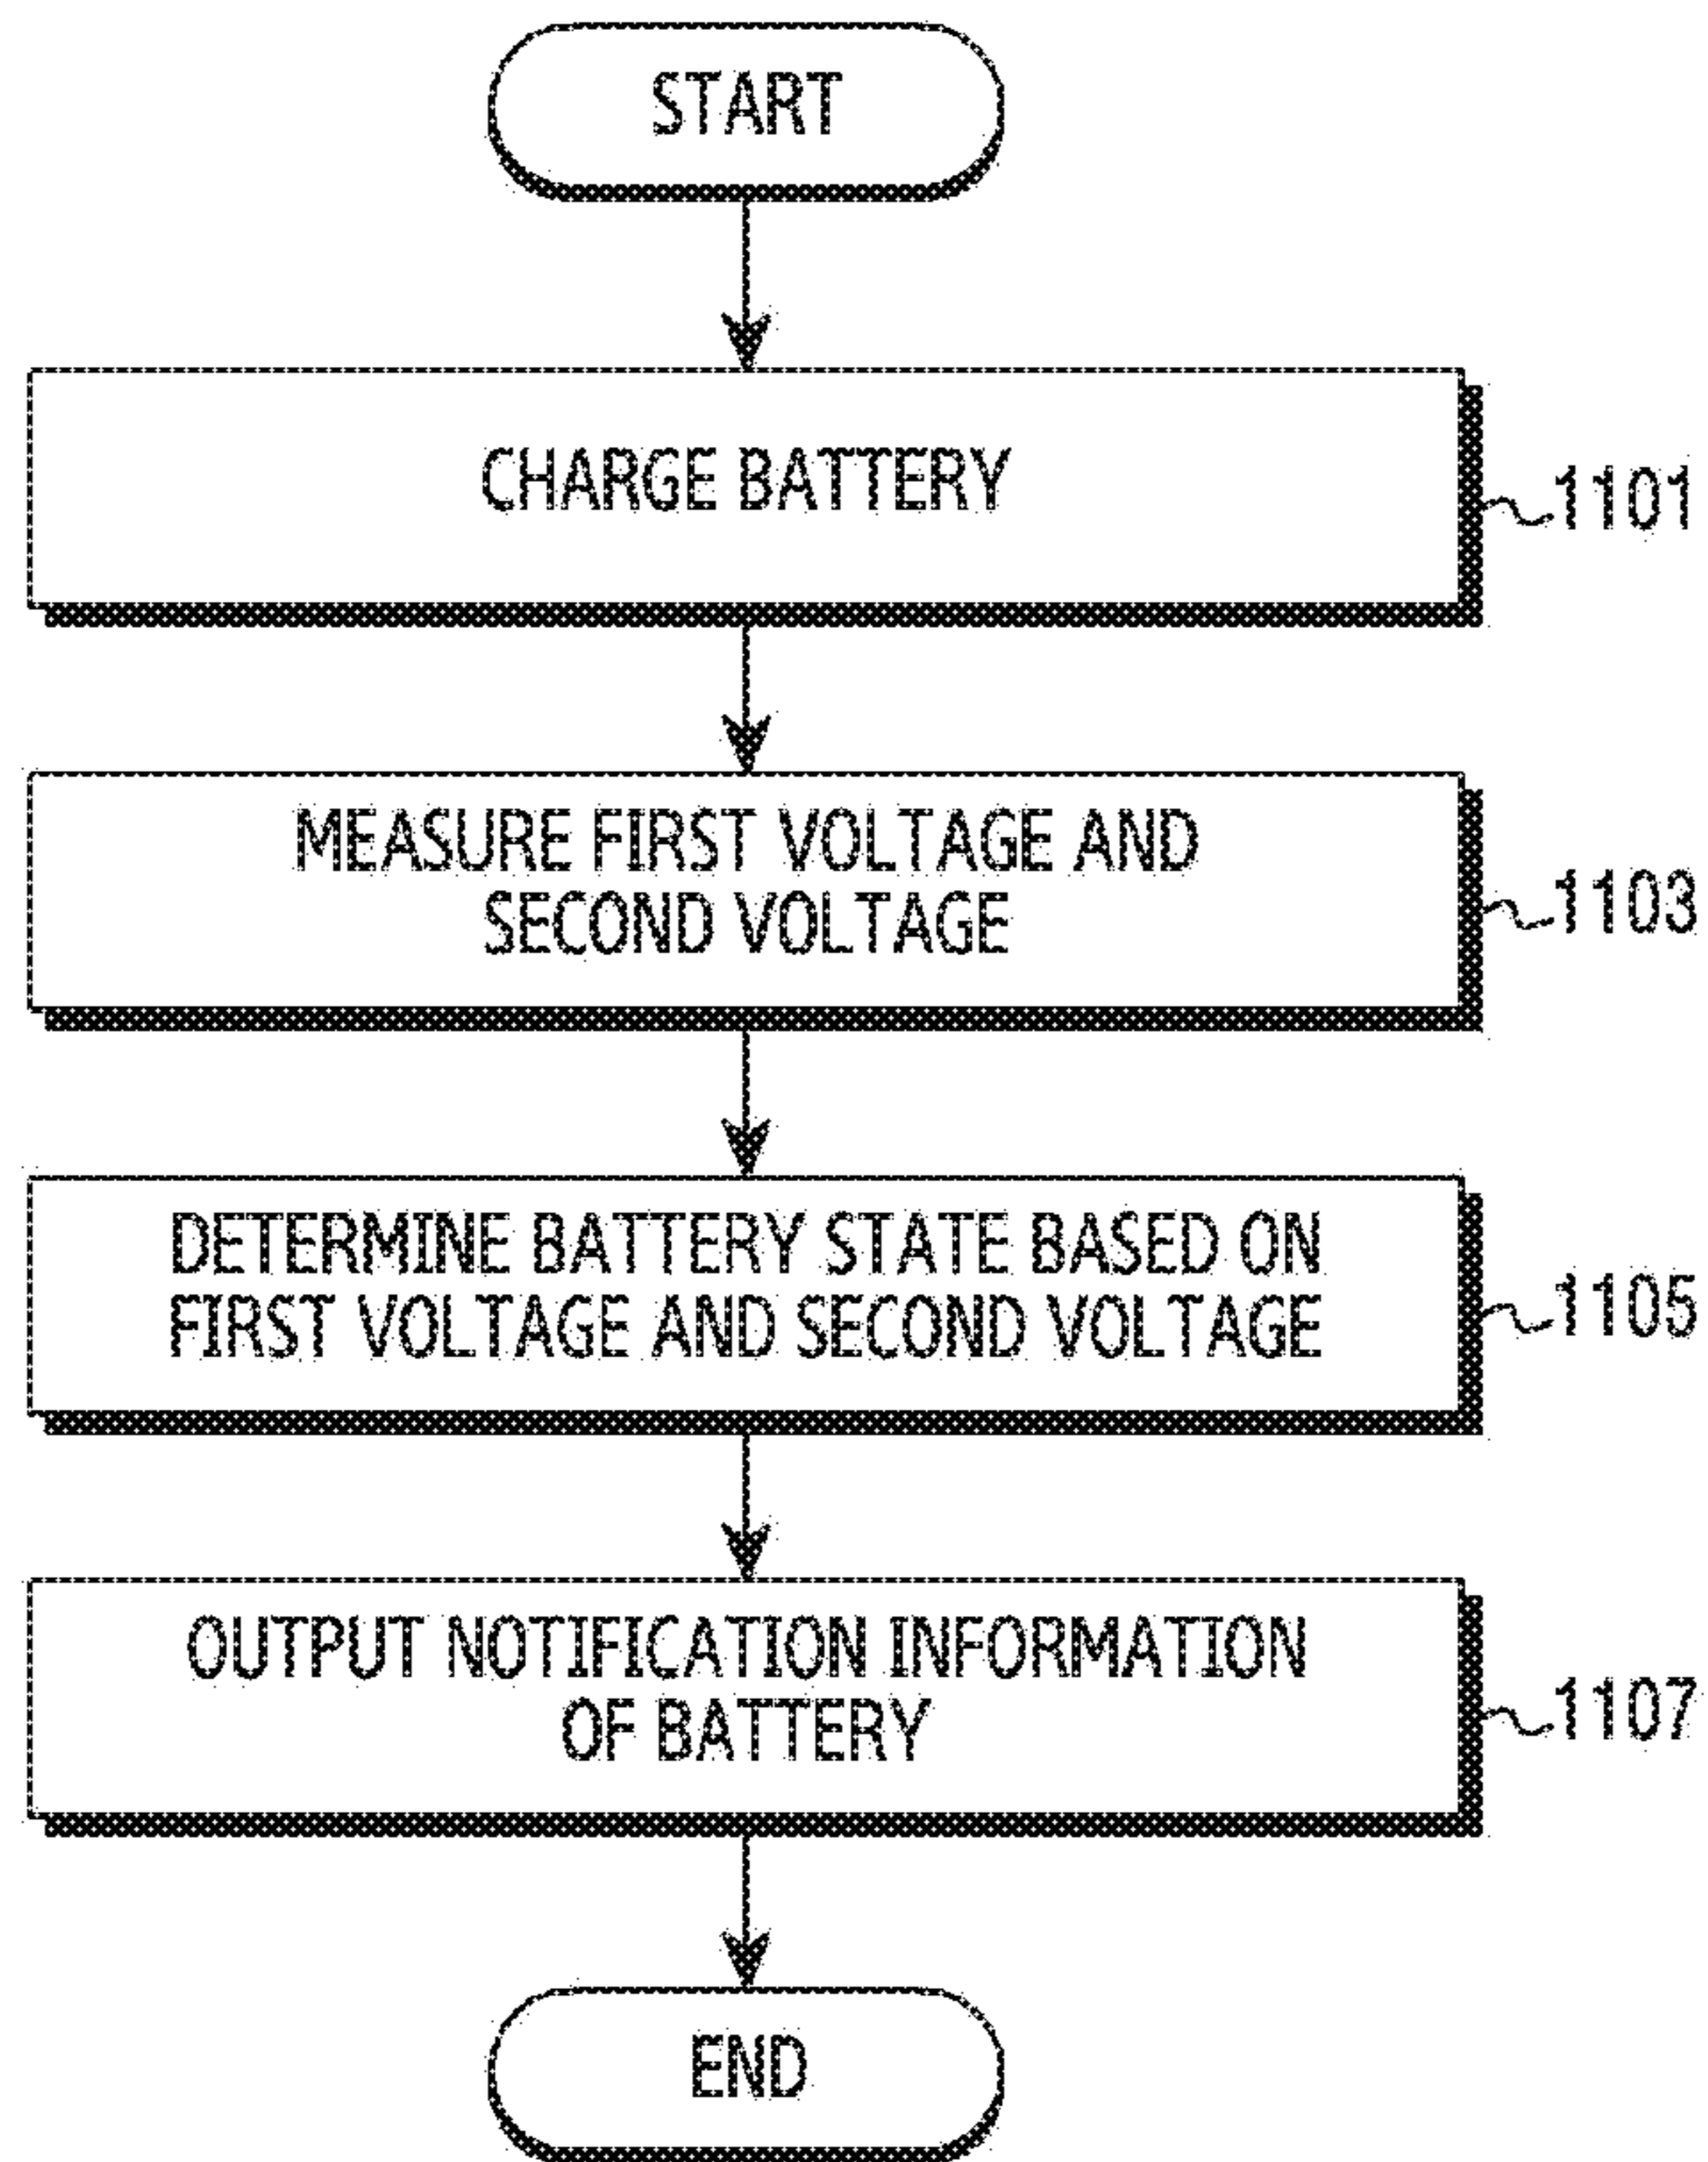 START
CHARGE BATTERY
1101
MEASURE FIRST VOLTAGE AND
SECOND VOLTAGE
1103
DETERMINE BATTERY STATE BASED ON
FIRST VOLTAGE AND SECOND VOLTAGE
1105
OUTPUT NOTIFICATION INFORMATION
OF BATTERY
1107
END